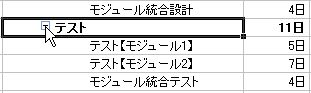 モジュール統合設計 4日
テスト 11日
テスト【モジュール1】 5日
テスト【モジュール2】 7日
モジュール統合テスト 4日